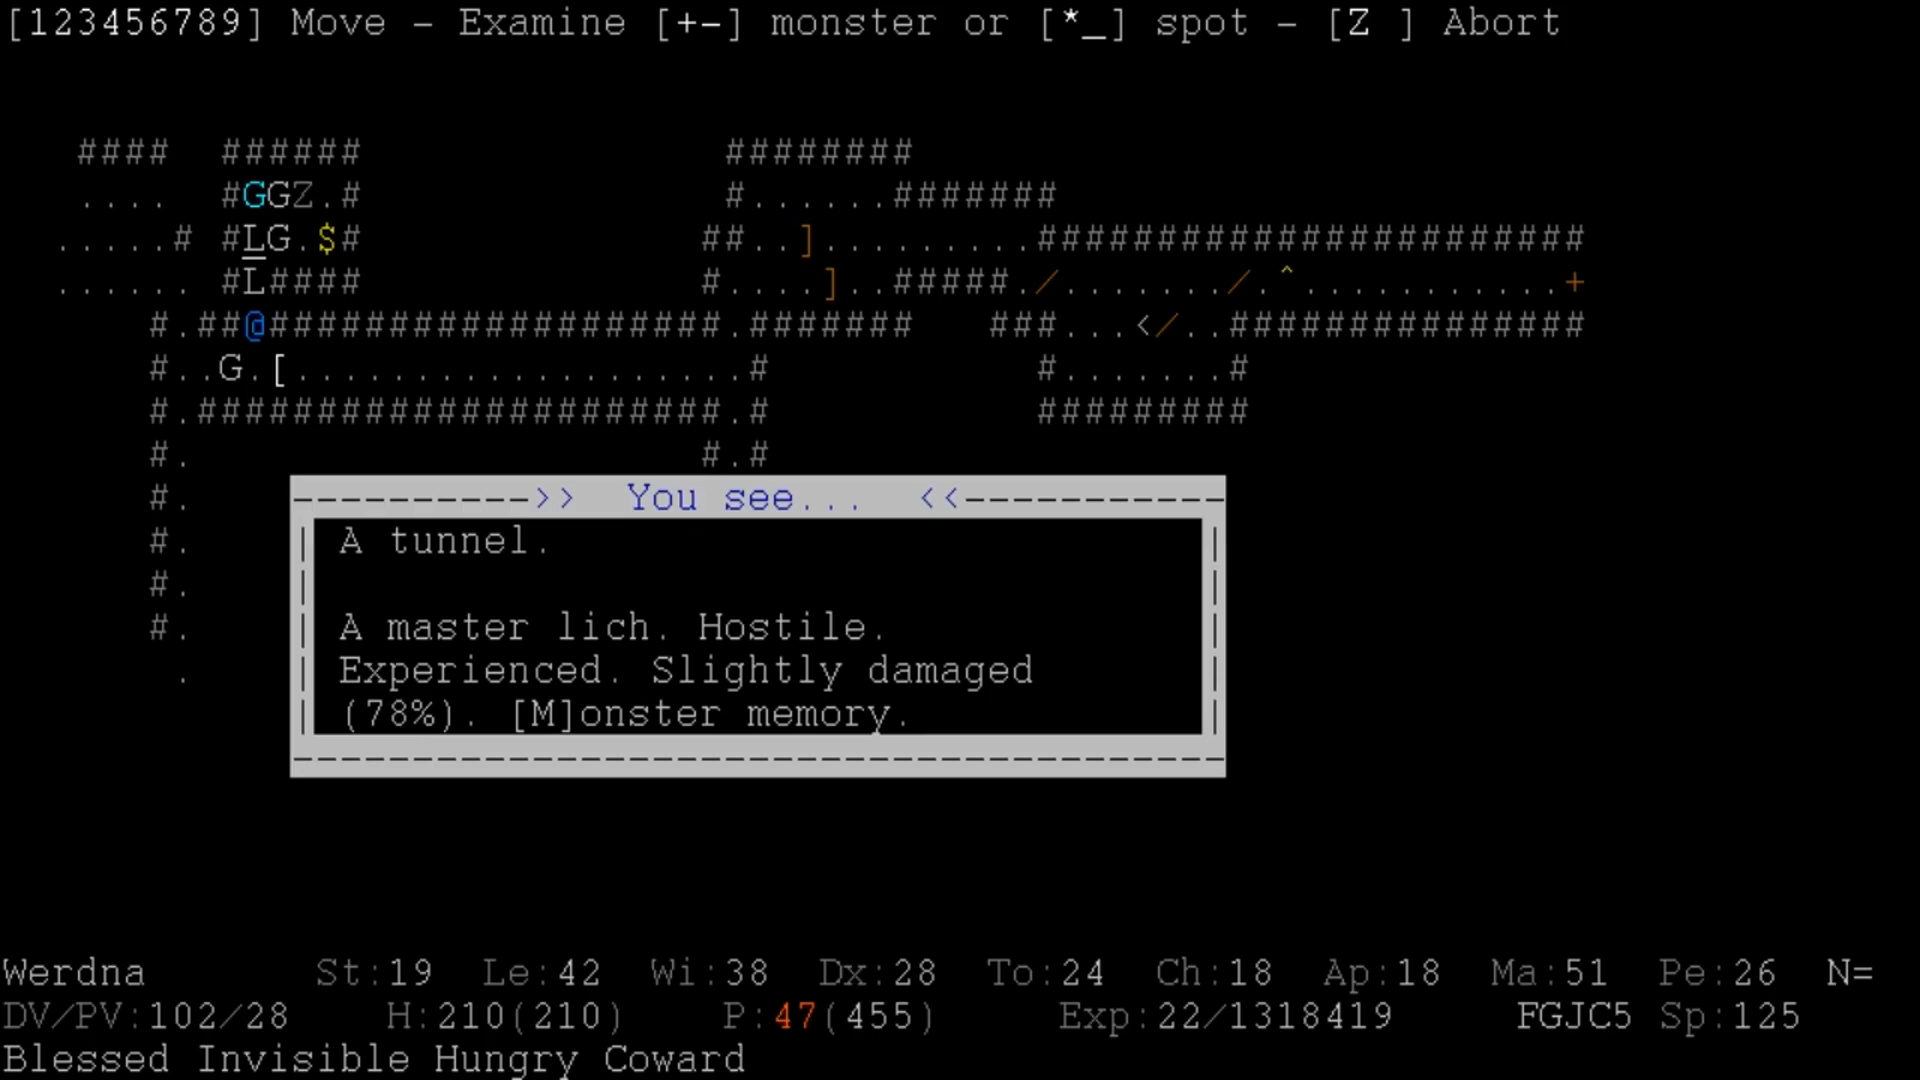 [123456789] Move - Examine [+-] monster or [*_] spot - [Z ] Abort
####  ######               ########
....  #GGZ.#               #......#######
.....# #LG.$#              ##..].........#######################
......  #L####             #....]..#####./......./.^...........+
#.##@###################.#######   ###...</..###############
#..G.[...................#           #.......#
#.######################.#           #########
#.                     #.#
#.
----------->>  You see...  <<-----------
A tunnel.
#.
#.
A master lich. Hostile.
#.
Experienced. Slightly damaged
.
(78%). [M]onster memory.
Werdna St:19 Le:42 Wi:38 Dx:28 To:24 Ch:18 Ap:18 Ma:51 Pe:26 N=
DV/PV:102/28 H:210(210) P:47(455) Exp:22/1318419 FGJC5 Sp:125
Blessed Invisible Hungry Coward